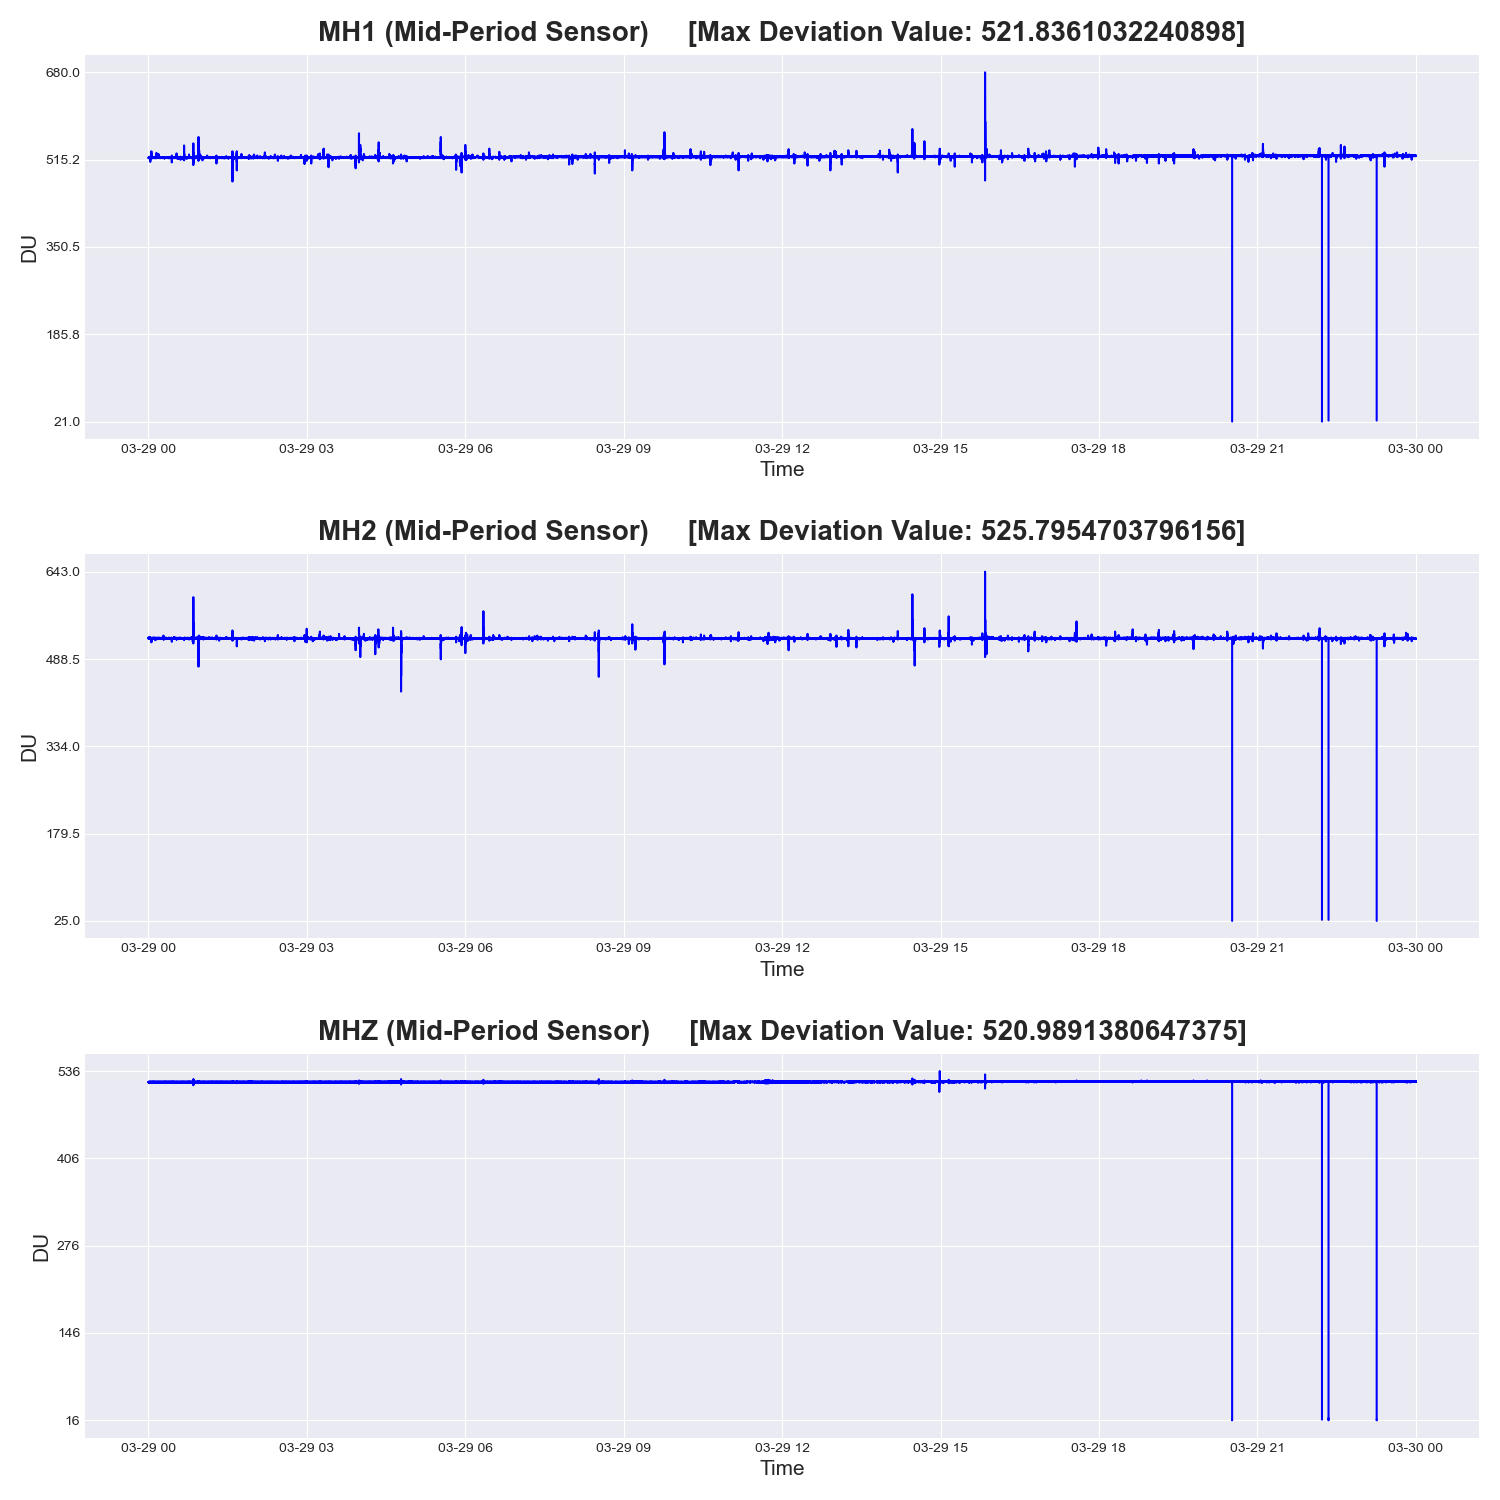 MH1 (Mid-Period Sensor) [Max Deviation Value: 521.8361032240898]
680.0
515.2
350.5
185.8
21.0
DU
03-29 00 03-29 03 03-29 06 03-29 09 03-29 12 03-29 15 03-29 18 03-29 21 03-30 00
Time
MH2 (Mid-Period Sensor) [Max Deviation Value: 525.7954703796156]
643.0
488.5
334.0
179.5
25.0
DU
03-29 00 03-29 03 03-29 06 03-29 09 03-29 12 03-29 15 03-29 18 03-29 21 03-30 00
Time
MHZ (Mid-Period Sensor) [Max Deviation Value: 520.9891380647375]
536
406
276
146
16
DU
03-29 00 03-29 03 03-29 06 03-29 09 03-29 12 03-29 15 03-29 18 03-29 21 03-30 00
Time